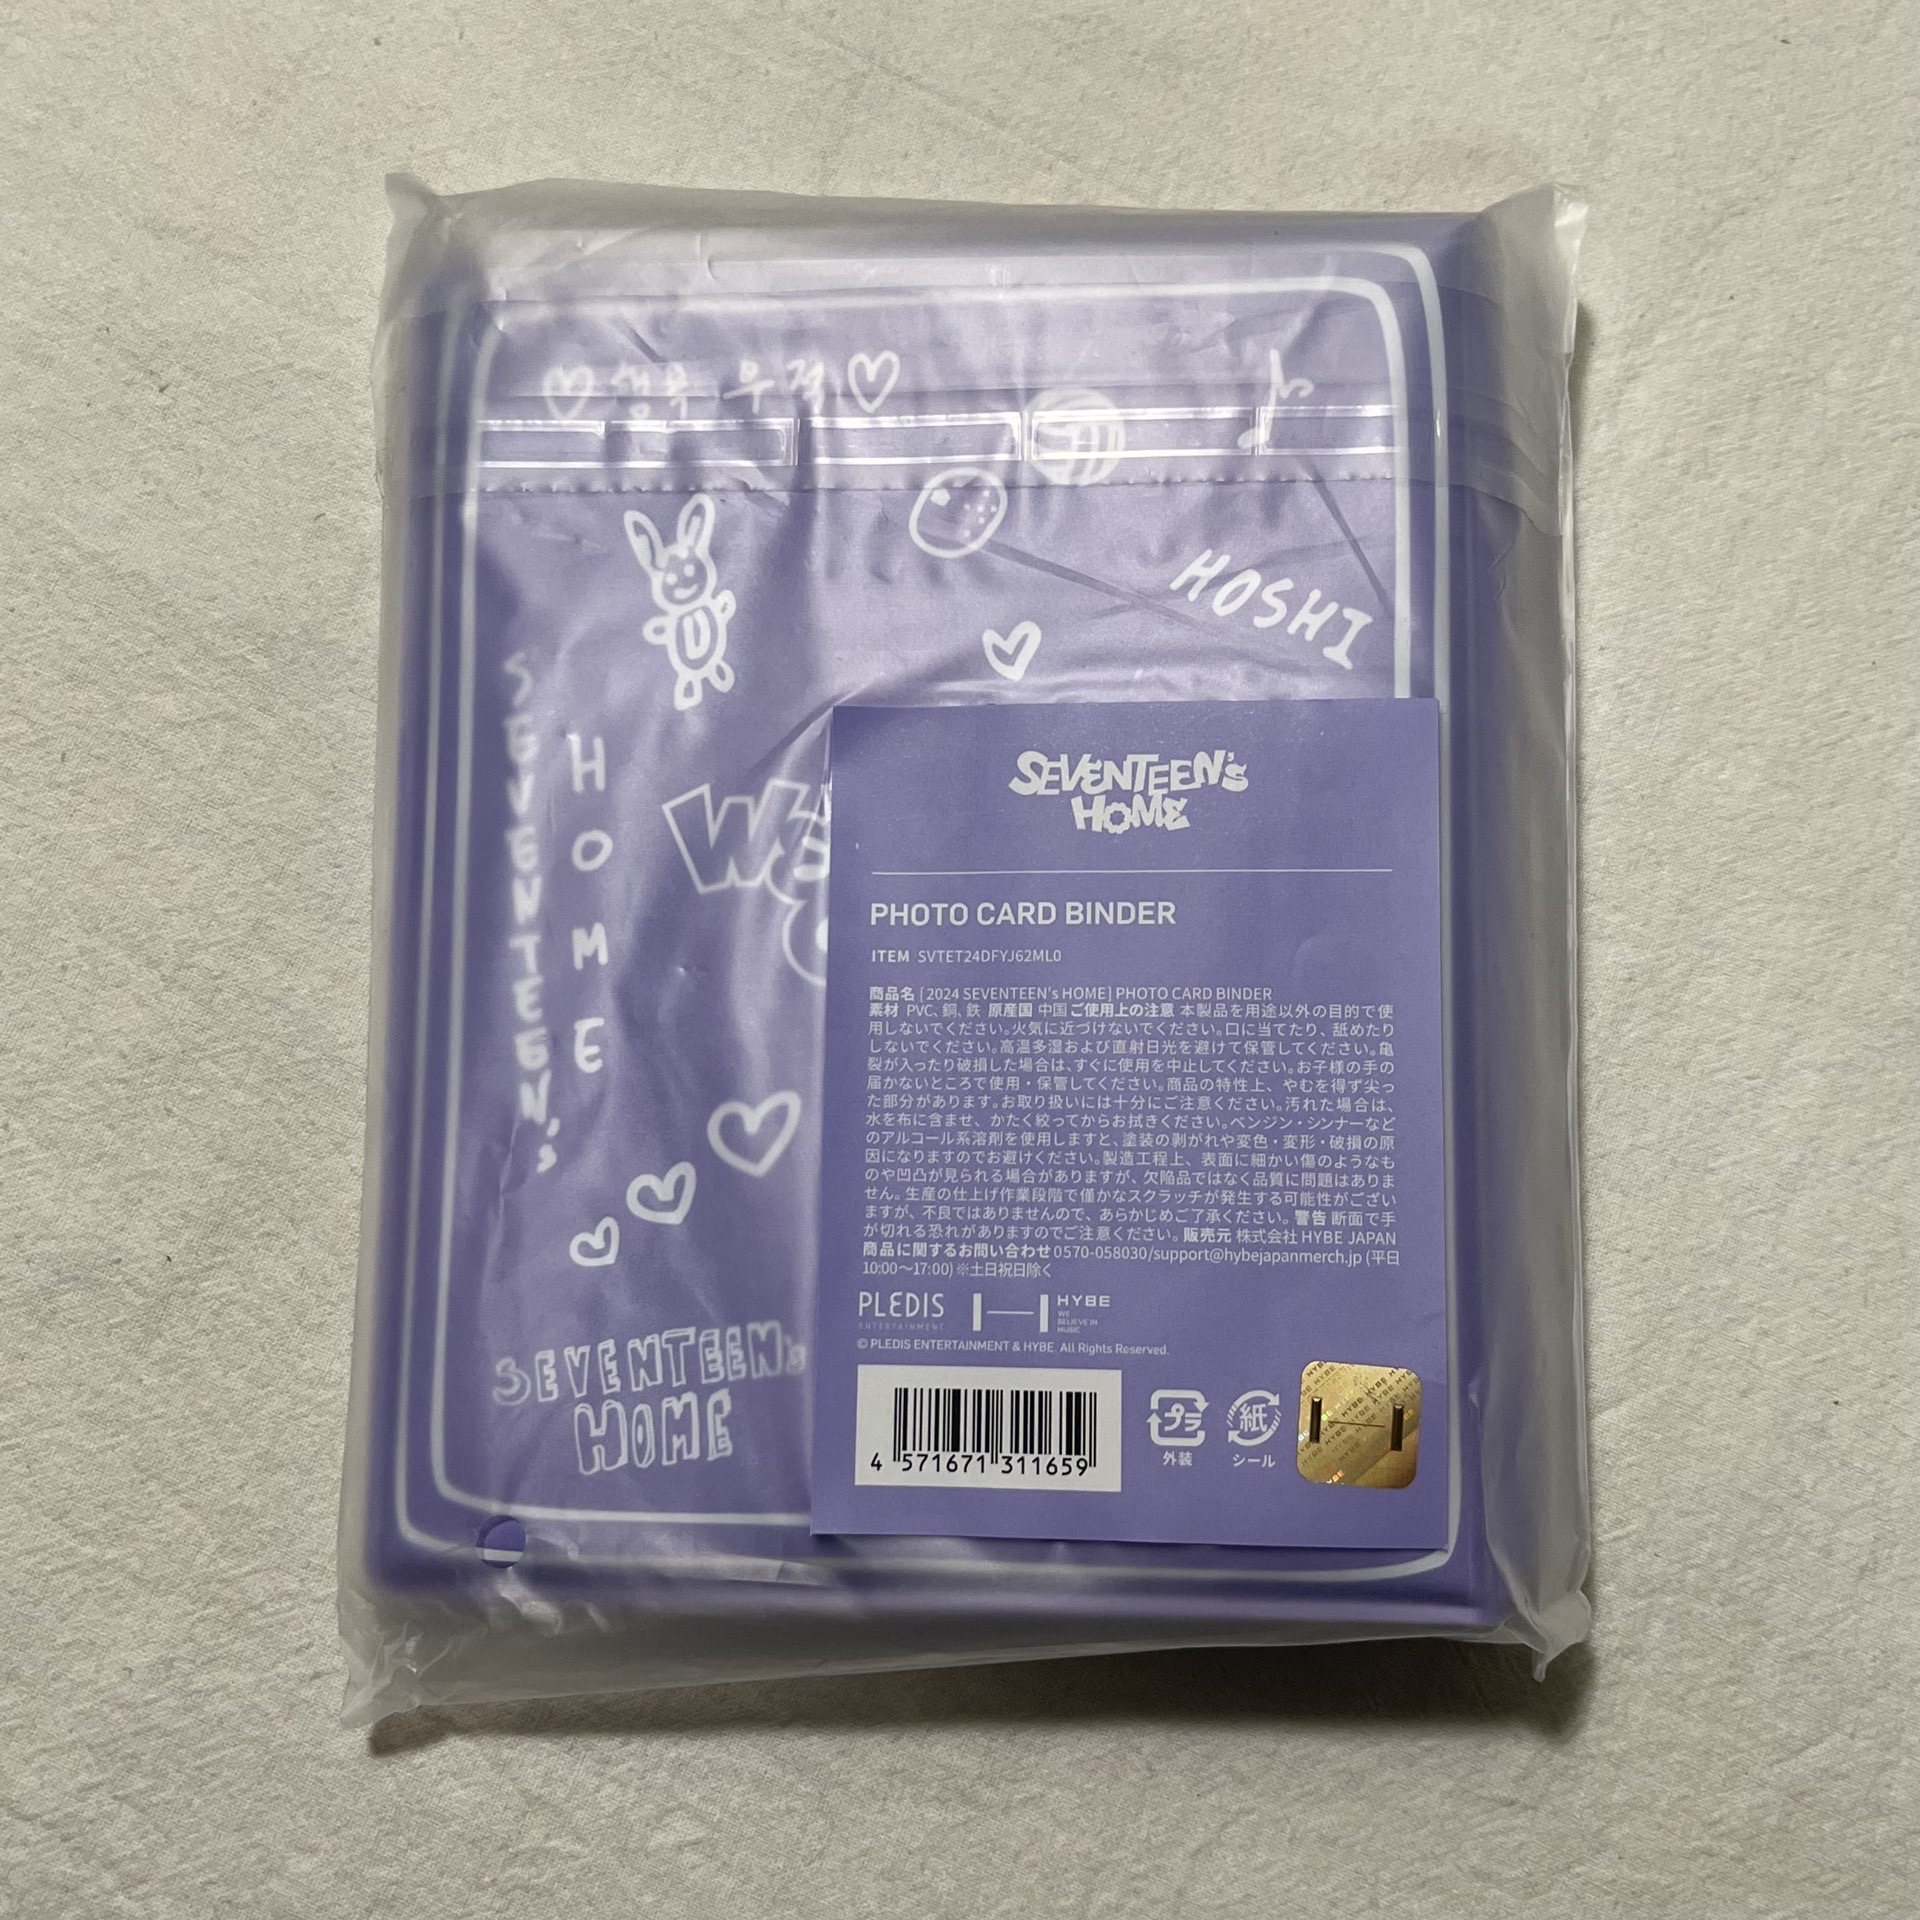 생록 무적
HOSHI
SEVENTEEN's
HOME
WE
SEVENTEEN's
HOME
SEVENTEEN's
HOME
PHOTO CARD BINDER
ITEM SVTET24DFYJ62ML0
商品名 [2024 SEVENTEEN's HOME] PHOTO CARD BINDER
素材 PVC、銅、鉄 原産国 中国 ご使用上の注意 本製品を用途以外の目的で使
用しないでください。火気に近づけないでください。口に当てたり、舐めたり
しないでください。高温多湿および直射日光を避けて保管してください。亀
裂が入ったり破損した場合は、すぐに使用を中止してください。お子様の手の
届かないところで使用・保管してください。商品の特性上、やむを得ず尖っ
た部分があります。お取り扱いには十分にご注意ください。汚れた場合は、
水を布に含ませ、かたく絞ってからお拭きください。ベンジン・シンナーなど
のアルコール系溶剤を使用しますと、塗装の剥がれや変色・変形・破損の原
因になりますのでお避けください。製造工程上、表面に細かい傷のようなも
のや凹凸が見られる場合がありますが、欠陥品ではなく品質に問題はありま
せん。生産の仕上げ作業段階で僅かなスクラッチが発生する可能性がござい
ますが、不良ではありませんので、あらかじめご了承ください。警告 断面で手
が切れる恐れがありますのでご注意ください。販売元 株式会社 HYBE JAPAN
商品に関するお問い合わせ 0570-058030/support@hybejapanmerch.jp (平日
10:00～17:00) ※土日祝日除く
PLEDIS
ENTERTAINMENT
HYBE
WE
BELIEVE IN
MUSIC
© PLEDIS ENTERTAINMENT & HYBE. All Rights Reserved.
4 571671 311659
プラ
外装
紙
シール
HYBE